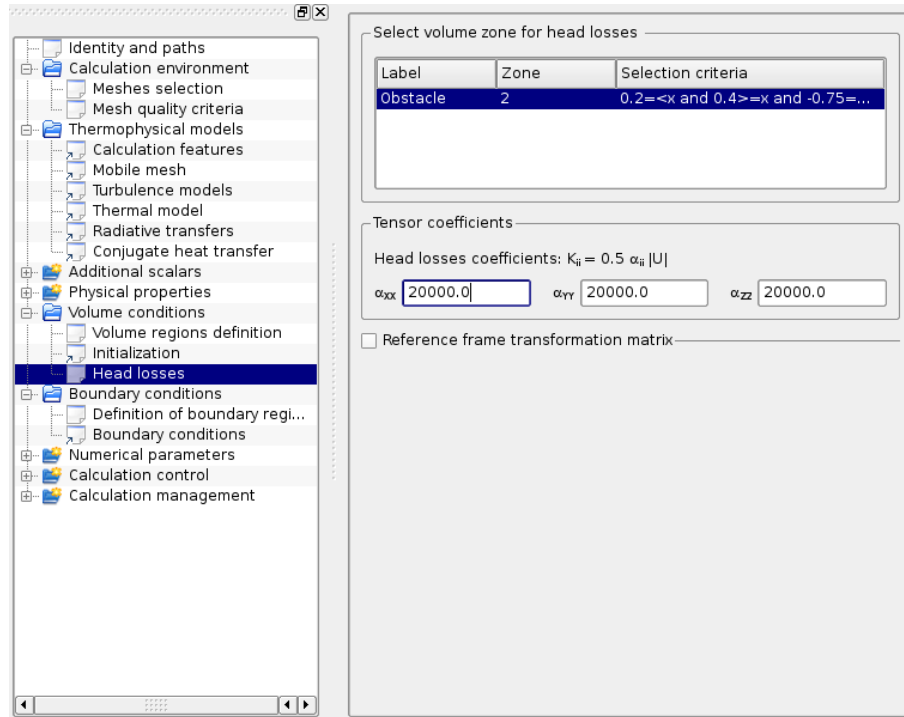 Identity and paths
Calculation environment
Meshes selection
Mesh quality criteria
Thermophysical models
Calculation features
Mobile mesh
Turbulence models
Thermal model
Radiative transfers
Conjugate heat transfer
Additional scalars
Physical properties
Volume conditions
Volume regions definition
Initialization
Head losses
Boundary conditions
Definition of boundary regi...
Boundary conditions
Numerical parameters
Calculation control
Calculation management
Select volume zone for head losses
Label Zone Selection criteria
Obstacle 2 0.2=<x and 0.4>=x and -0.75=...
Tensor coefficients
Head losses coefficients: Kii = 0.5 αii |U|
αXX 20000.0 αYY 20000.0 αZZ 20000.0
Reference frame transformation matrix